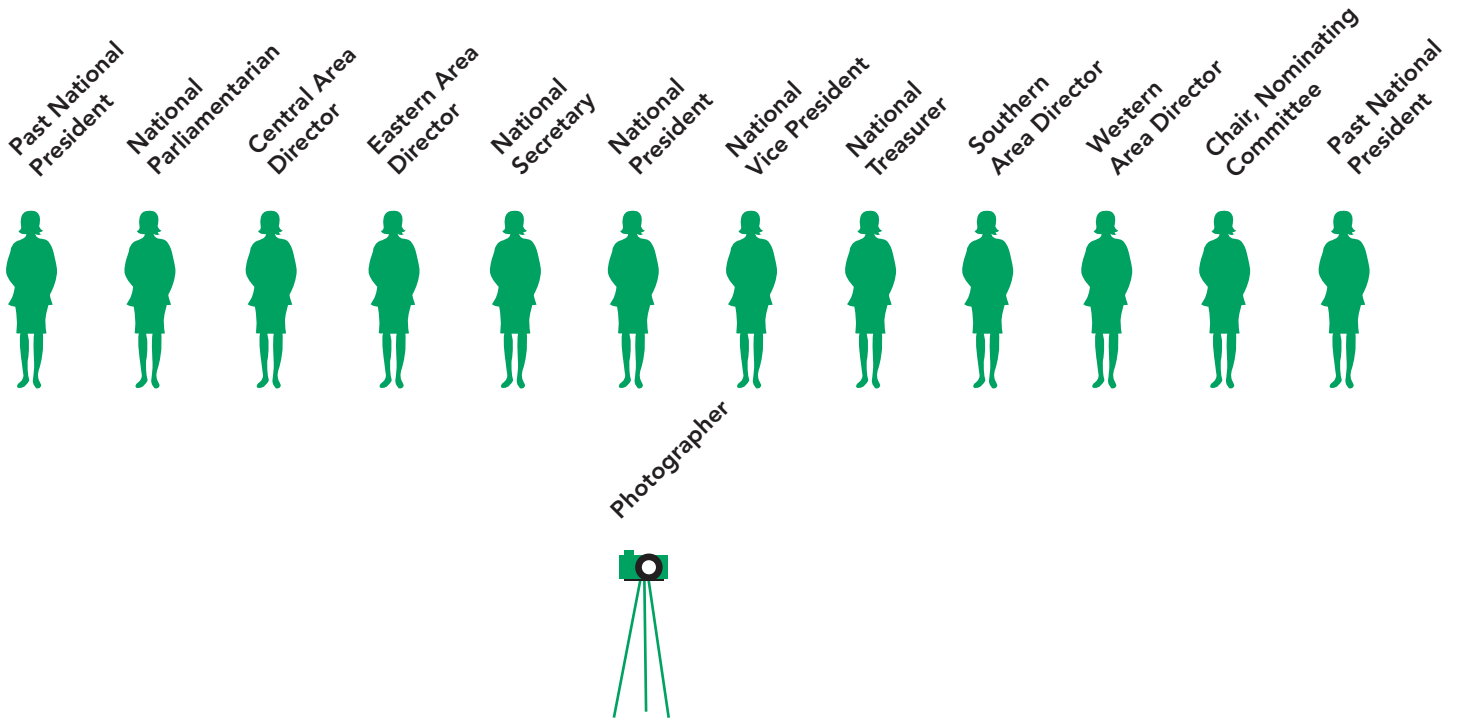 Past National
President
National
Parliamentarian
Central Area
Director
Eastern Area
Director
National
Secretary
National
President
National
Vice President
National
Treasurer
Southern
Area Director
Western
Area Director
Chair, Nominating
Committee
Past National
President
Photographer